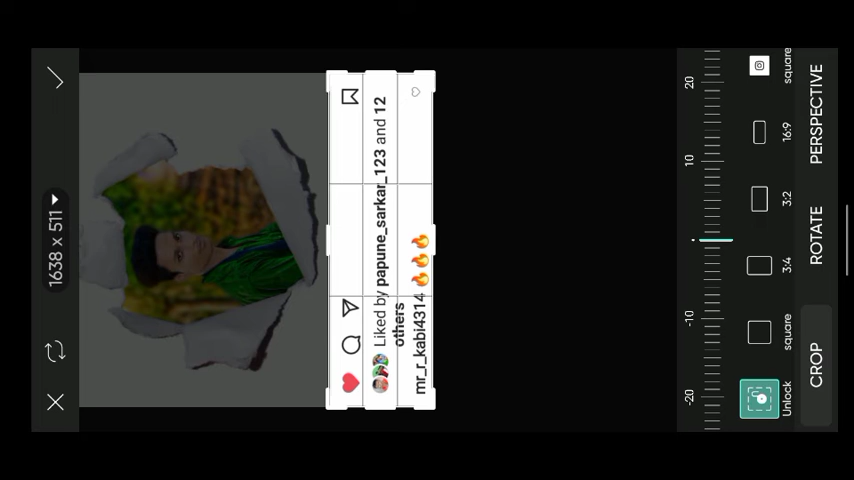 1638 x 511
Liked by papune_sarkar_123 and 12
others
mr_r_kabi4314 🔥🔥🔥
-20
-10
10
20
Unlock
square
3:4
3:2
16:9
square
CROP
ROTATE
PERSPECTIVE